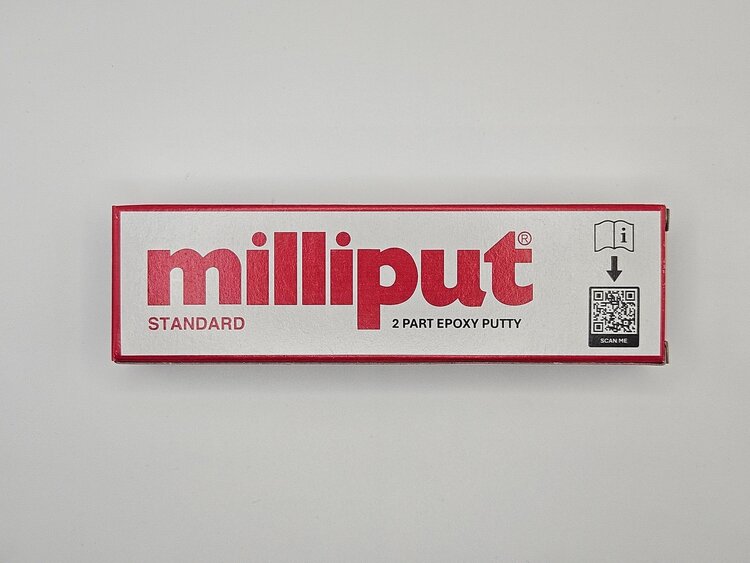 milliput®
STANDARD
2 PART EPOXY PUTTY
i
SCAN ME